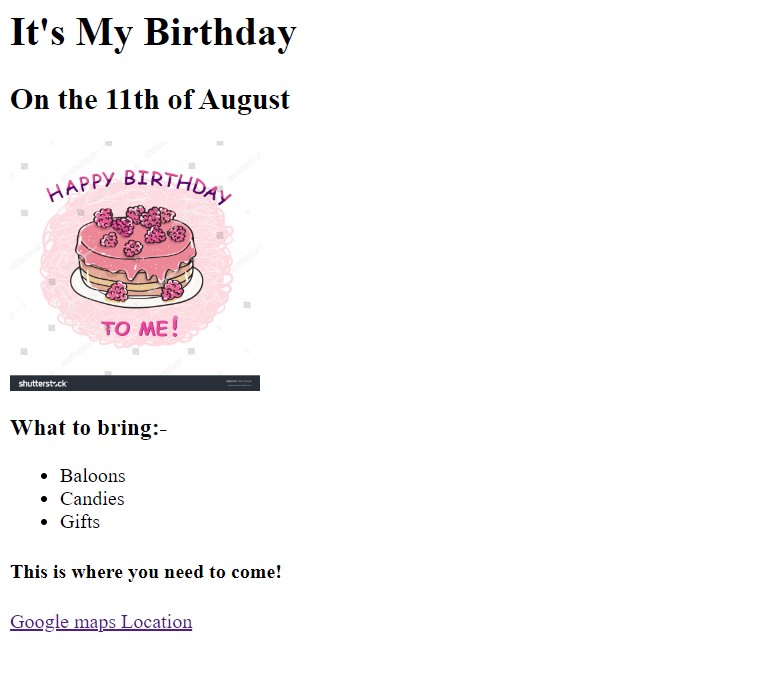 It's My Birthday
On the 11th of August
HAPPY BIRTHDAY
TO ME!
shutterstock
What to bring:-
Baloons
Candies
Gifts
This is where you need to come!
Google maps Location